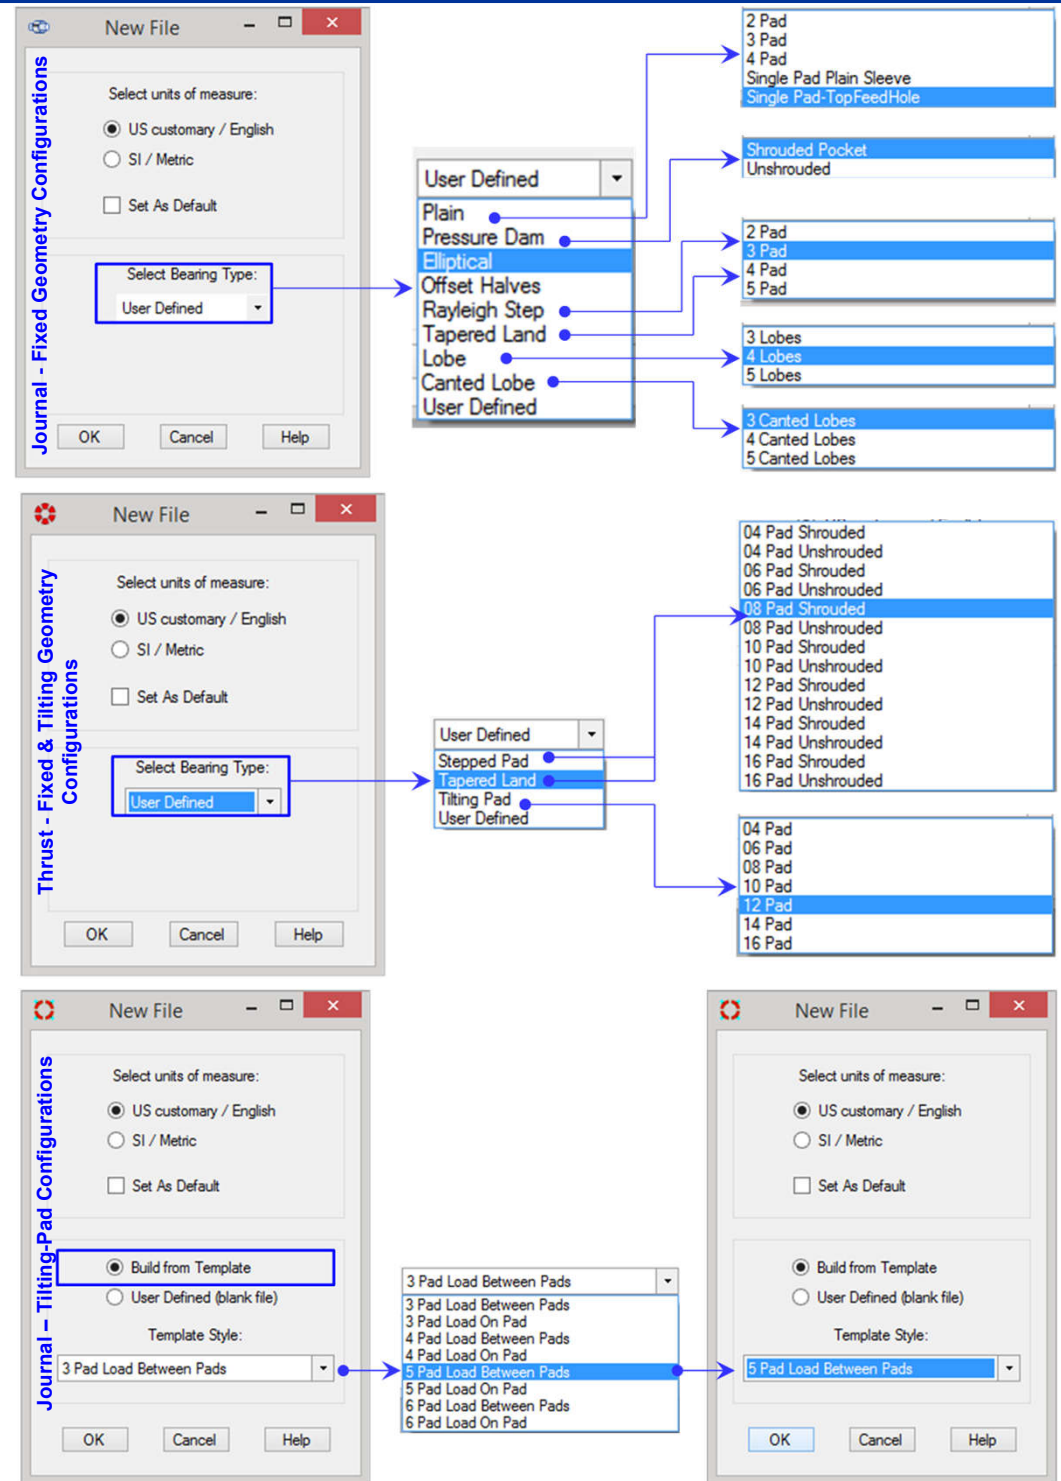 Journal - Fixed Geometry Configurations
New File
Select units of measure:
US customary / English
SI / Metric
Set As Default
Select Bearing Type:
User Defined
OK
Cancel
Help
User Defined
Plain
Pressure Dam
Elliptical
Offset Halves
Rayleigh Step
Tapered Land
Lobe
Canted Lobe
User Defined
2 Pad
3 Pad
4 Pad
Single Pad Plain Sleeve
Single Pad-TopFeedHole
Shrouded Pocket
Unshrouded
2 Pad
3 Pad
4 Pad
5 Pad
3 Lobes
4 Lobes
5 Lobes
3 Canted Lobes
4 Canted Lobes
5 Canted Lobes
Thrust - Fixed & Tilting Geometry
Configurations
New File
Select units of measure:
US customary / English
SI / Metric
Set As Default
Select Bearing Type:
User Defined
OK
Cancel
Help
User Defined
Stepped Pad
Tapered Land
Tilting Pad
User Defined
04 Pad Shrouded
04 Pad Unshrouded
06 Pad Shrouded
06 Pad Unshrouded
08 Pad Shrouded
08 Pad Unshrouded
10 Pad Shrouded
10 Pad Unshrouded
12 Pad Shrouded
12 Pad Unshrouded
14 Pad Shrouded
14 Pad Unshrouded
16 Pad Shrouded
16 Pad Unshrouded
04 Pad
06 Pad
08 Pad
10 Pad
12 Pad
14 Pad
16 Pad
Journal – Tilting-Pad Configurations
New File
Select units of measure:
US customary / English
SI / Metric
Set As Default
Build from Template
User Defined (blank file)
Template Style:
3 Pad Load Between Pads
OK
Cancel
Help
3 Pad Load Between Pads
3 Pad Load Between Pads
3 Pad Load On Pad
4 Pad Load Between Pads
4 Pad Load On Pad
5 Pad Load Between Pads
5 Pad Load On Pad
6 Pad Load Between Pads
6 Pad Load On Pad
New File
Select units of measure:
US customary / English
SI / Metric
Set As Default
Build from Template
User Defined (blank file)
Template Style:
5 Pad Load Between Pads
OK
Cancel
Help